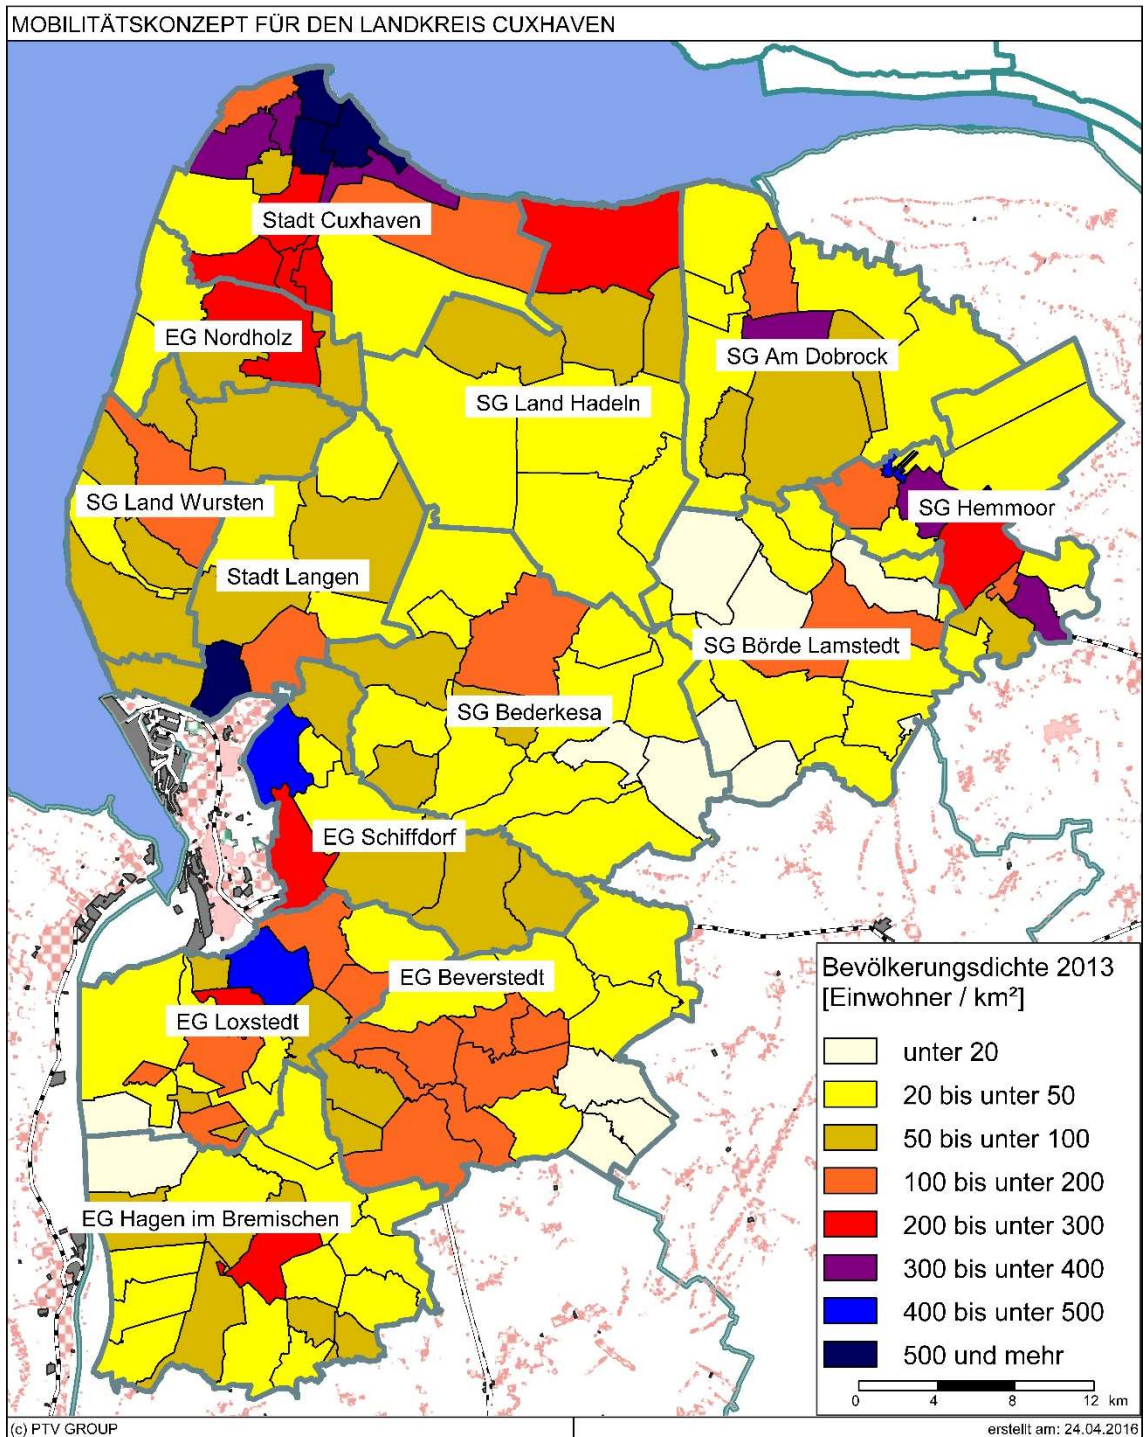 MOBILITÄTSKONZEPT FÜR DEN LANDKREIS CUXHAVEN
Stadt Cuxhaven
EG Nordholz
SG Am Dobrock
SG Land Hadeln
SG Land Wursten
SG Hemmoor
Stadt Langen
SG Börde Lamstedt
SG Bederkesa
EG Schiffdorf
EG Beverstedt
EG Loxstedt
EG Hagen im Bremischen
Bevölkerungsdichte 2013
[Einwohner / km²]
unter 20
20 bis unter 50
50 bis unter 100
100 bis unter 200
200 bis unter 300
300 bis unter 400
400 bis unter 500
500 und mehr
0 4 8 12 km
(c) PTV GROUP
erstellt am: 24.04.2016